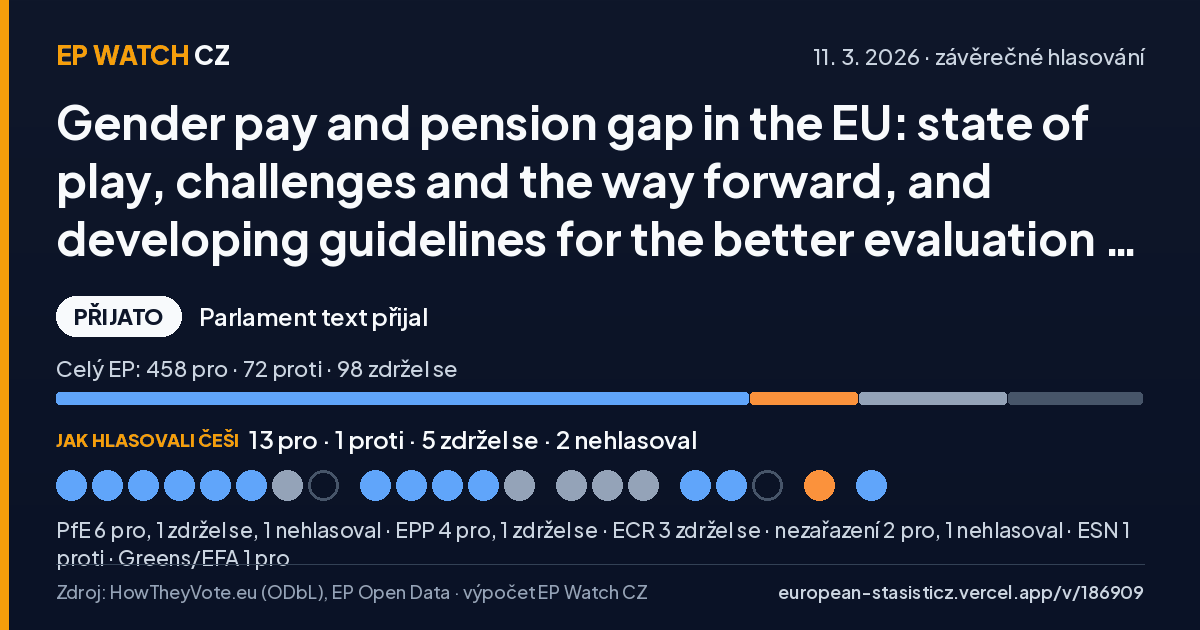 EP WATCH CZ
11. 3. 2026 · závěrečné hlasování
Gender pay and pension gap in the EU: state of
play, challenges and the way forward, and
developing guidelines for the better evaluation …
PŘIJATO Parlament text přijal
Celý EP: 458 pro · 72 proti · 98 zdržel se
JAK HLASOVALI ČEŠI 13 pro · 1 proti · 5 zdržel se · 2 nehlasoval
PfE 6 pro, 1 zdržel se, 1 nehlasoval · EPP 4 pro, 1 zdržel se · ECR 3 zdržel se · nezařazení 2 pro, 1 nehlasoval · ESN 1
proti · Greens/EFA 1 pro
Zdroj: HowTheyVote.eu (ODbL), EP Open Data · výpočet EP Watch CZ
european-stasisticz.vercel.app/v/186909